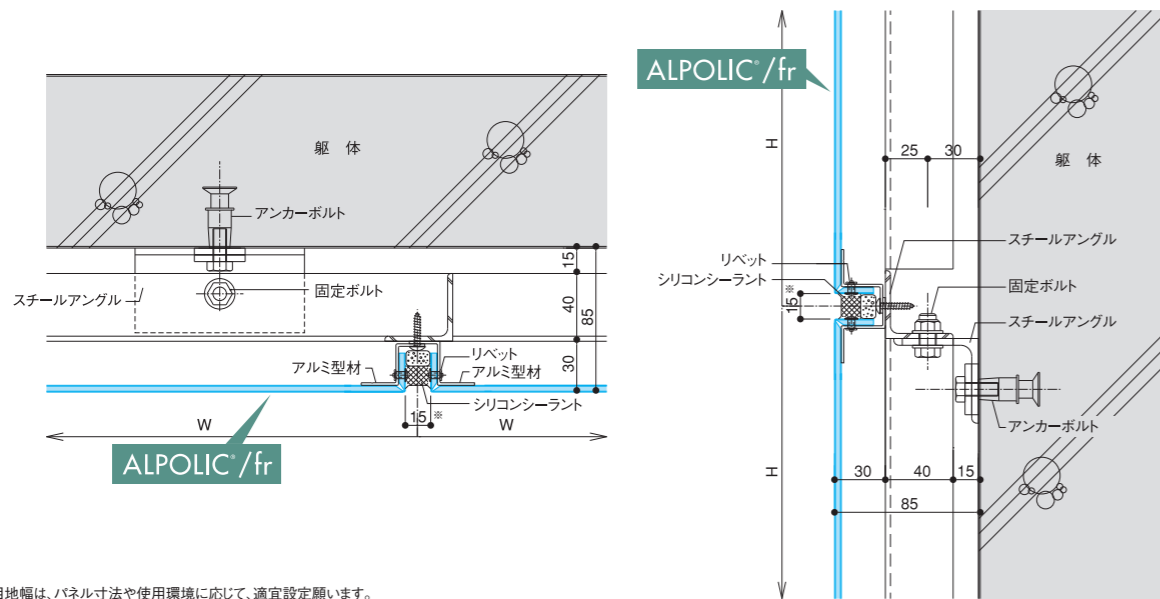 躯 体
アンカーボルト
スチールアングル
固定ボルト
15
40
85
30
リベット
アルミ型材
アルミ型材
シリコンシーラント
15※
W
W
ALPOLIC®/fr
ALPOLIC®/fr
H
25
30
躯 体
スチールアングル
リベット
シリコンシーラント
固定ボルト
15※
スチールアングル
アンカーボルト
H
30
40
15
85
目地幅は、パネル寸法や使用環境に応じて、適宜設定願います。